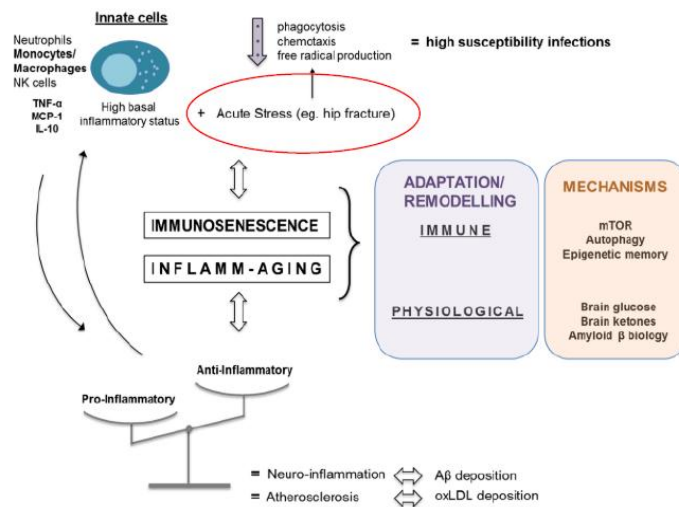 Innate cells
Neutrophils
Monocytes/
Macrophages
NK cells
TNF-α
MCP-1
IL-10
High basal
inflammatory status
phagocytosis
chemotaxis
free radical production
= high susceptibility infections
+ Acute Stress (eg. hip fracture)
IMMUNOSENESCENCE
INFLAMM-AGING
ADAPTATION/
REMODELLING
IMMUNE
PHYSIOLOGICAL
MECHANISMS
mTOR
Autophagy
Epigenetic memory
Brain glucose
Brain ketones
Amyloid β biology
Anti-Inflammatory
Pro-Inflammatory
= Neuro-inflammation Aβ deposition
= Atherosclerosis oxLDL deposition